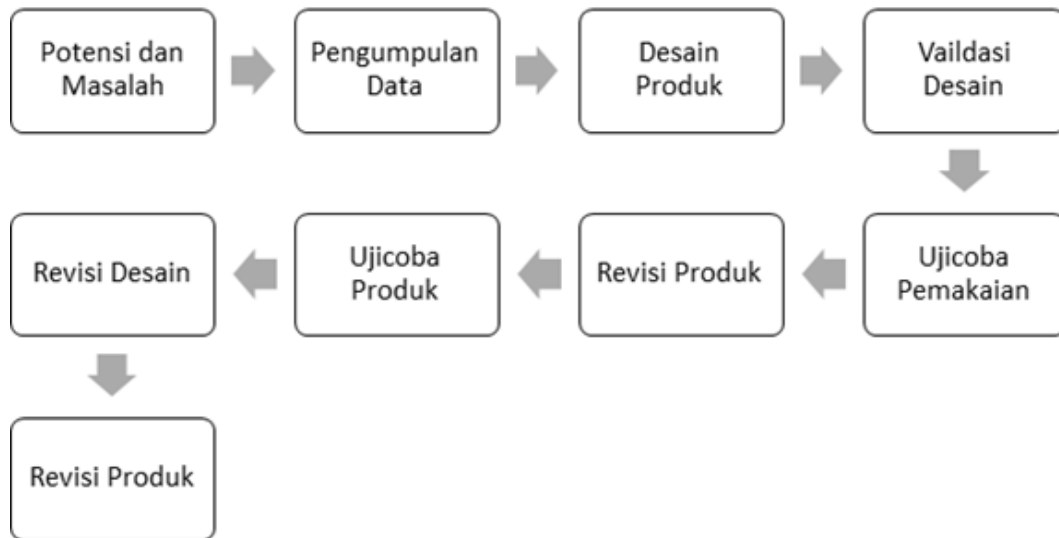 Potensi dan
Masalah
Pengumpulan
Data
Desain
Produk
Vaildasi
Desain
Ujicoba
Pemakaian
Revisi Produk
Ujicoba
Produk
Revisi Desain
Revisi Produk